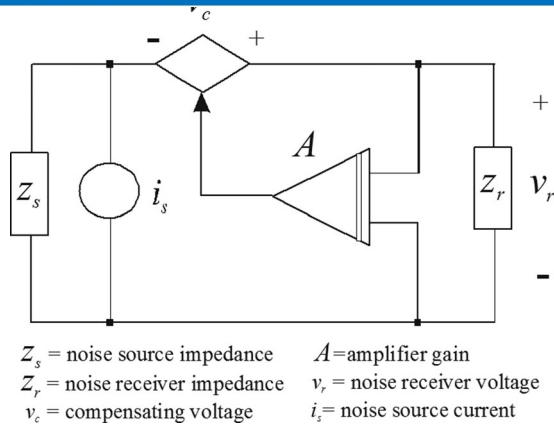 - +
A
Z_s i_s Z_r
+
v_r
-
Z_s = noise source impedance A=amplifier gain
Z_r = noise receiver impedance v_r = noise receiver voltage
v_c = compensating voltage i_s= noise source current